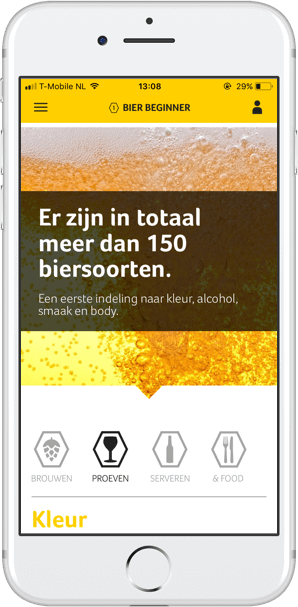 T-Mobile NL 13:08 29%
1 BIER BEGINNER
Er zijn in totaal
meer dan 150
biersoorten.
Een eerste indeling naar kleur, alcohol,
smaak en body.
BROUWEN PROEVEN SERVEREN & FOOD
Kleur